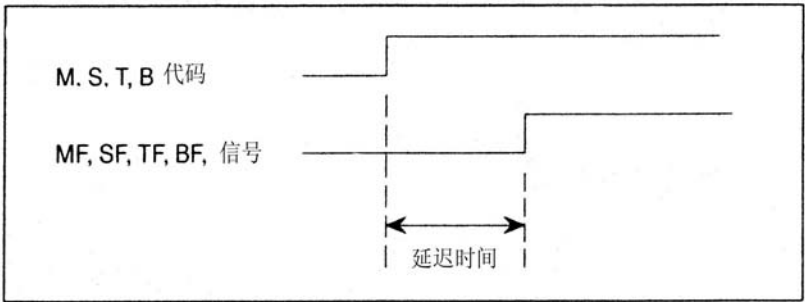 M. S. T, B 代码
MF, SF, TF, BF, 信号
延迟时间